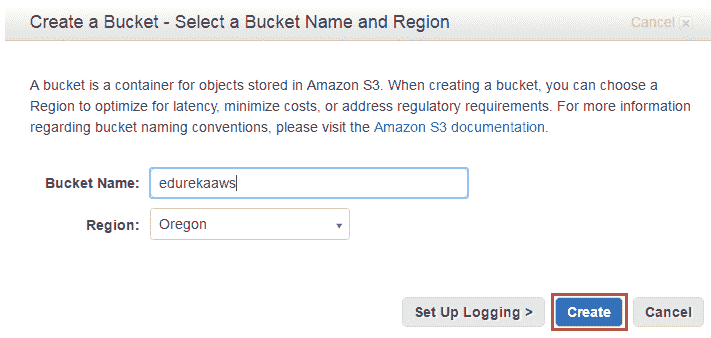 Create a Bucket - Select a Bucket Name and Region
Cancel x
A bucket is a container for objects stored in Amazon S3. When creating a bucket, you can choose a
Region to optimize for latency, minimize costs, or address regulatory requirements. For more information
regarding bucket naming conventions, please visit the Amazon S3 documentation.
Bucket Name: edurekaaws
Region: Oregon
Set Up Logging > Create Cancel